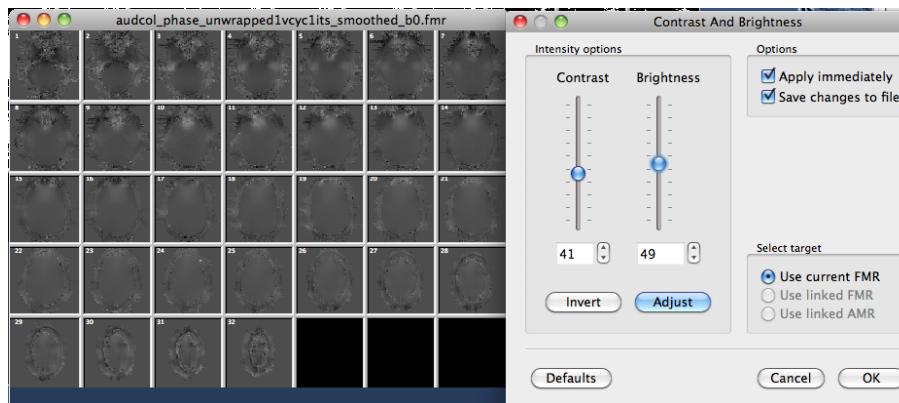 audcol_phase_unwrapped1vcyc1its_smoothed_b0.fmr
1 2 3 4 5 6 7
8 9 10 11 12 13 14
15 16 17 18 19 20 21
22 23 24 25 26 27 28
29 30 31 32
Contrast And Brightness
Intensity options
Contrast Brightness
41 49
Invert Adjust
Options
Apply immediately
Save changes to file
Select target
Use current FMR
Use linked FMR
Use linked AMR
Defaults Cancel OK